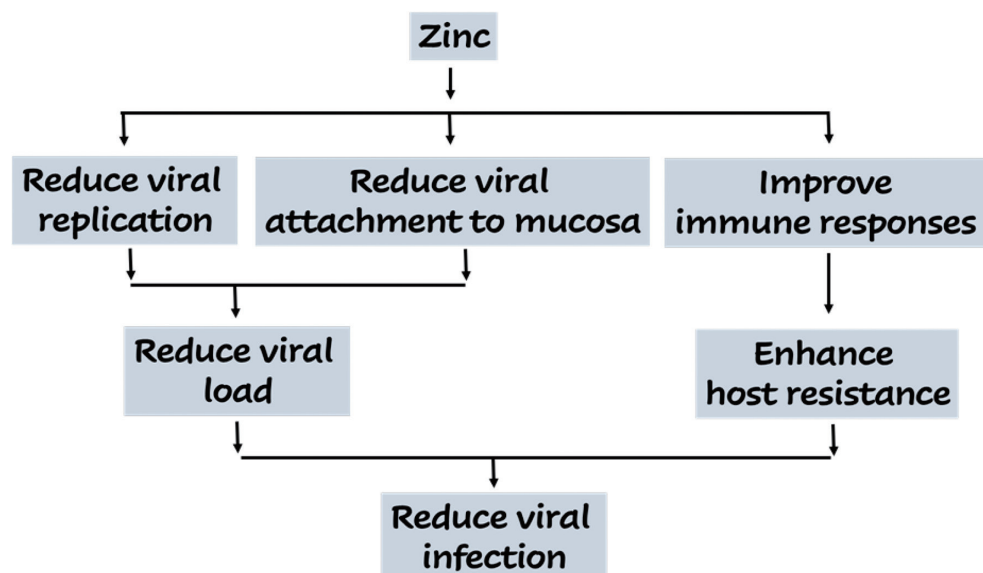 Zinc
Reduce viral
replication
Reduce viral
attachment to mucosa
Improve
immune responses
Reduce viral
load
Enhance
host resistance
Reduce viral
infection